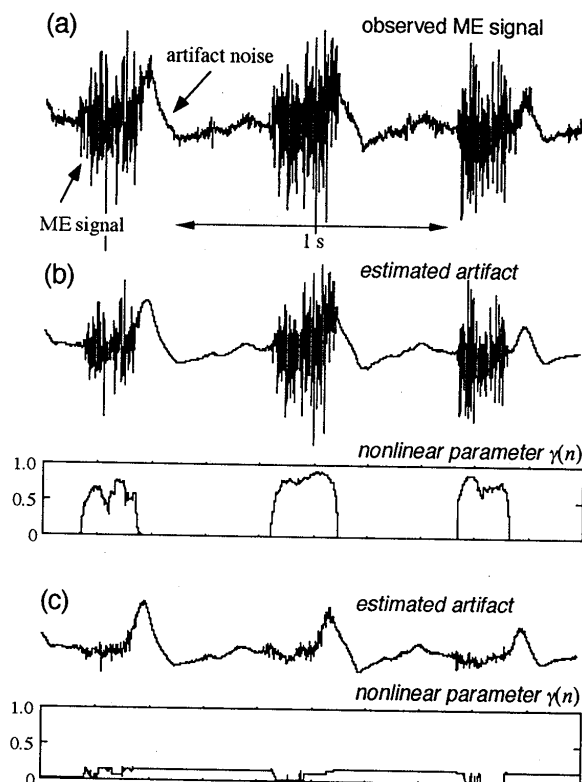 (a)
observed ME signal
artifact noise
ME signal
1 s
(b)
estimated artifact
nonlinear parameter γ(n)
1.0
0.5
0
(c)
estimated artifact
nonlinear parameter γ(n)
1.0
0.5
0